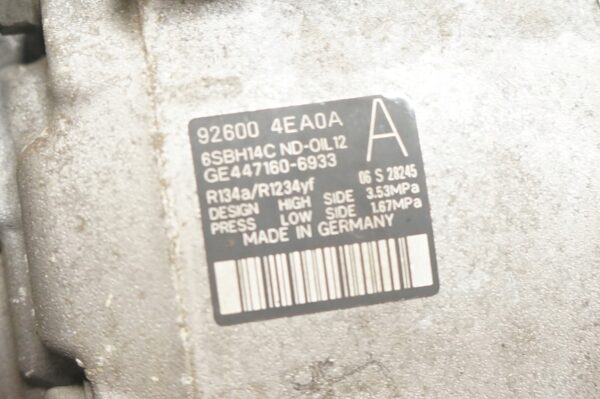 92600 4EA0A
A
6SBH14C ND-OIL12
GE447160-6933
06 S 28245
R134a/R1234yf
DESIGN HIGH SIDE 3.53MPa
PRESS LOW SIDE 1.67MPa
MADE IN GERMANY